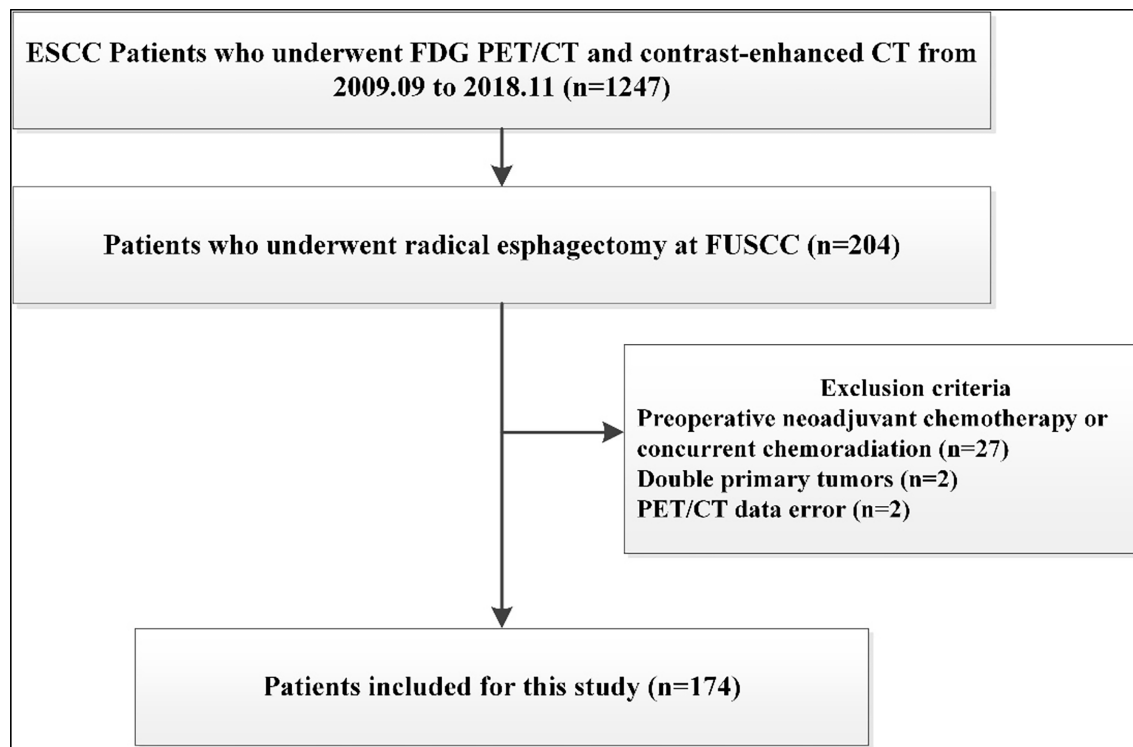 ESCC Patients who underwent FDG PET/CT and contrast-enhanced CT from
2009.09 to 2018.11 (n=1247)
Patients who underwent radical esphagectomy at FUSCC (n=204)
Exclusion criteria
Preoperative neoadjuvant chemotherapy or
concurrent chemoradiation (n=27)
Double primary tumors (n=2)
PET/CT data error (n=2)
Patients included for this study (n=174)